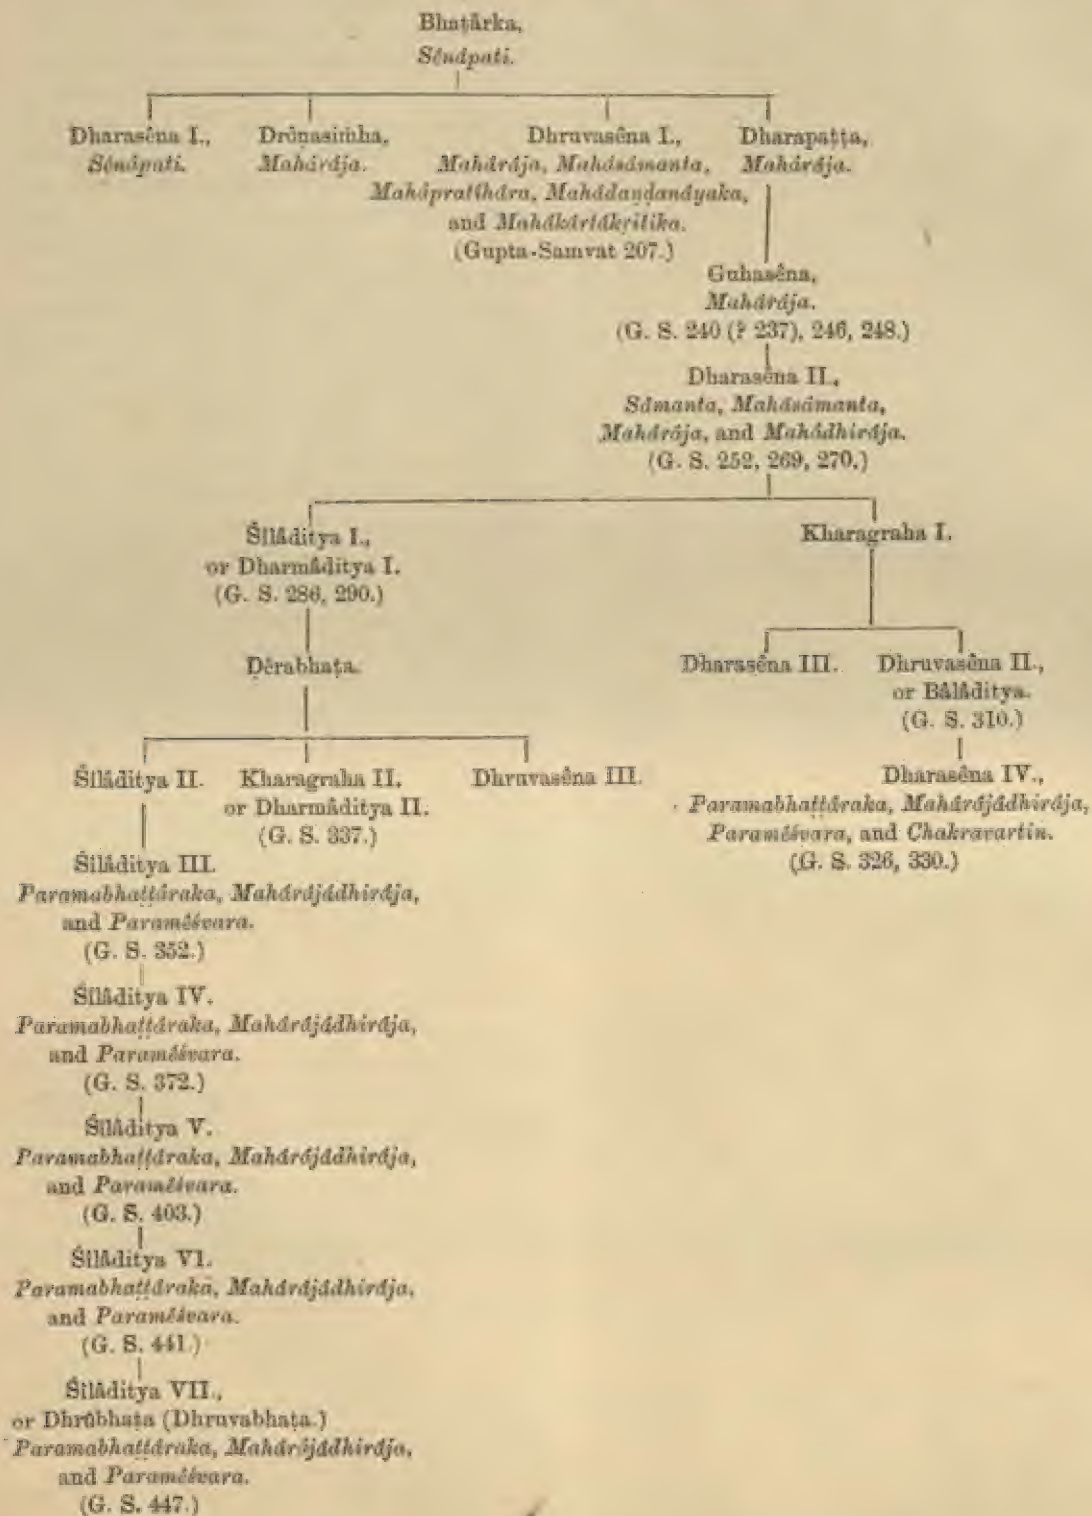 Bhaṭârka,
Sênâpati.
Dharasêna I., Drôṇasiṁha, Dhruvasêna I., Dharapaṭṭa,
Sênâpati. Mahârâja. Mahârâja, Mahâsâmanta, Mahârâja.
Mahâpratîhâra, Mahâdaṇḍanâyaka,
and Mahâkârtâkṛitika.
(Gupta-Samvat 207.)
Guhasêna,
Mahârâja.
(G. S. 240 (? 237), 246, 248.)
Dharasêna II.,
Sâmanta, Mahâsâmanta,
Mahârâja, and Mahâdhirâja.
(G. S. 252, 269, 270.)
Śîlâditya I., Kharagraha I.
or Dharmâditya I.
(G. S. 286, 290.)
Ḍêrabhaṭa. Dharasêna III. Dhruvasêna II.,
or Bâlâditya.
(G. S. 310.)
Śîlâditya II. Kharagraha II. Dhruvasêna III. Dharasêna IV.,
or Dharmâditya II. Paramabhaṭṭâraka, Mahârâjâdhirâja,
(G. S. 337.) Paramêśvara, and Chakravartin.
(G. S. 326, 330.)
Śîlâditya III.
Paramabhaṭṭâraka, Mahârâjâdhirâja,
and Paramêśvara.
(G. S. 352.)
Śîlâditya IV.
Paramabhaṭṭâraka, Mahârâjâdhirâja,
and Paramêśvara.
(G. S. 372.)
Śîlâditya V.
Paramabhaṭṭâraka, Mahârâjâdhirâja,
and Paramêśvara.
(G. S. 403.)
Śîlâditya VI.
Paramabhaṭṭâraka, Mahârâjâdhirâja,
and Paramêśvara.
(G. S. 441.)
Śîlâditya VII.,
or Dhrûbhaṭa (Dhruvabhaṭa.)
Paramabhaṭṭâraka, Mahârâjâdhirâja,
and Paramêśvara.
(G. S. 447.)